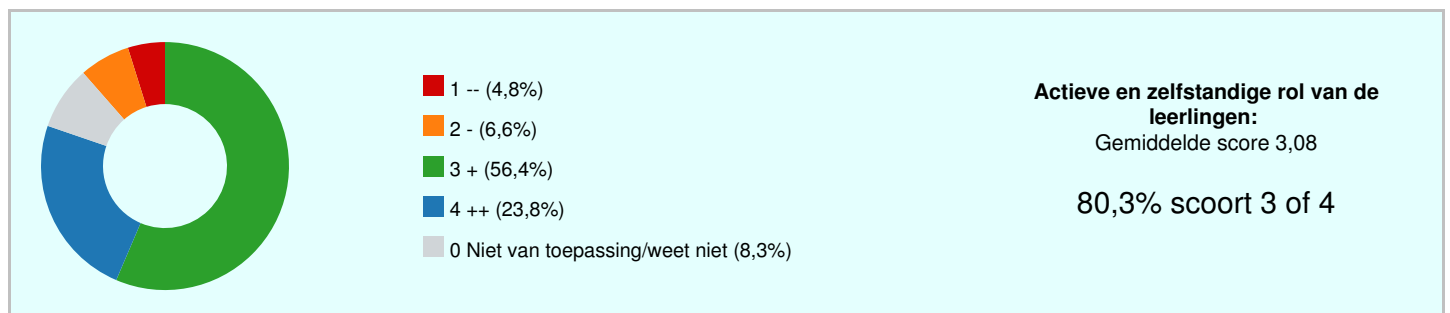 1 -- (4,8%)
2 - (6,6%)
3 + (56,4%)
4 ++ (23,8%)
0 Niet van toepassing/weet niet (8,3%)
Actieve en zelfstandige rol van de
leerlingen:
Gemiddelde score 3,08
80,3% scoort 3 of 4